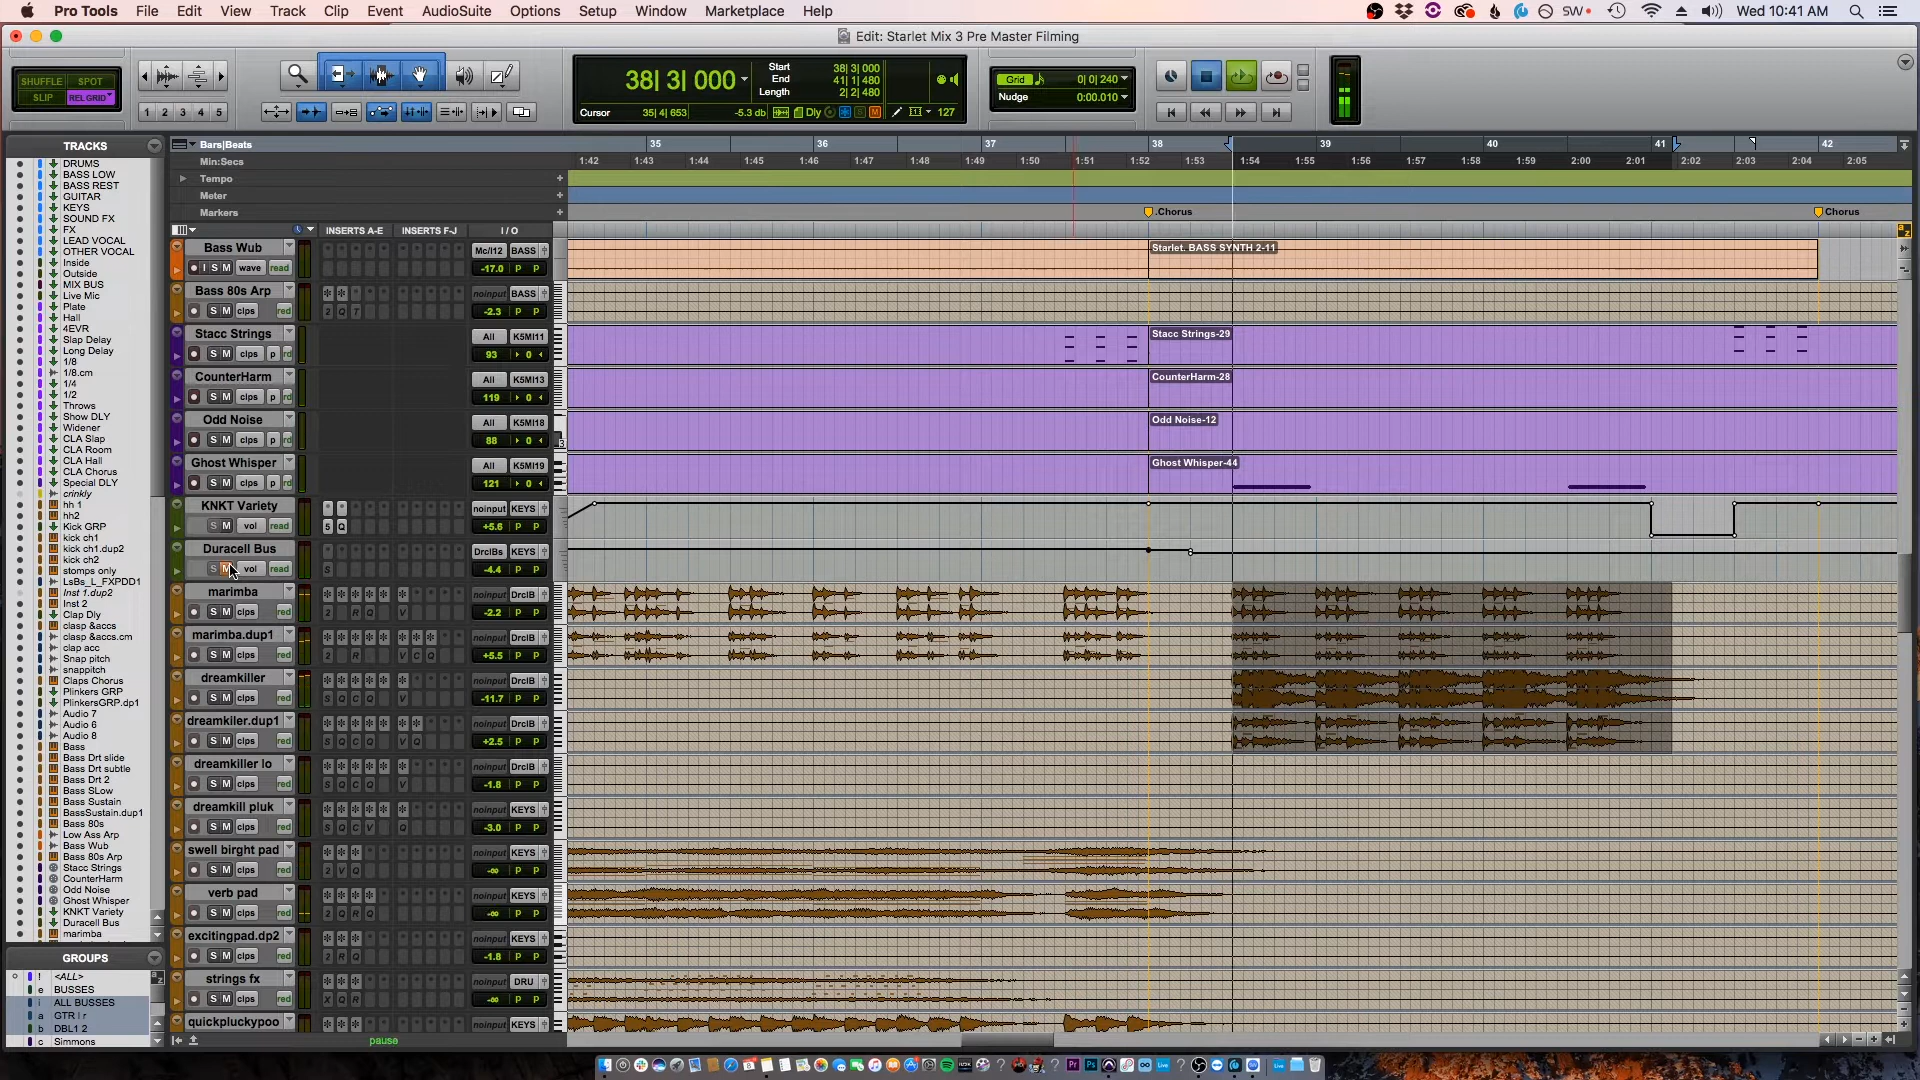 Pro Tools File Edit View Track Clip Event AudioSuite Options Setup Window Marketplace Help
SW Wed 10:41 AM
Edit: Starlet Mix 3 Pre Master Filming
SHUFFLE SPOT
SLIP REL GRID
1 2 3 4 5
38| 3| 000
Start 38| 3| 000
End 41| 1| 480
Length 2| 2| 480
Cursor 35| 4| 653 -5.3 db Dly S M 127
Grid 0| 0| 240
Nudge 0:00.010
TRACKS
DRUMS
BASS LOW
BASS REST
GUITAR
KEYS
SOUND FX
FX
LEAD VOCAL
OTHER VOCAL
Inside
Outside
MIX BUS
Live Mic
Plate
Hall
4EVR
Slap Delay
Long Delay
1/8
1/8.cm
1/4
1/2
Throws
Show DLY
Widener
CLA Slap
CLA Room
CLA Hall
CLA Chorus
Special DLY
crinkly
hh 1
hh2
Kick GRP
kick ch1
kick ch1.dup2
kick ch2
stomps only
LsBs_L_FXPDD1
Inst 1.dup2
Inst 2
Clap Dly
clasp &accs
clasp &accs.cm
clap acc
Snap pitch
snappitch
Claps Chorus
Plinkers GRP
PlinkersGRP.dp1
Audio 7
Audio 6
Audio 8
Bass
Bass Drt slide
Bass Drt subtle
Bass Drt 2
Bass SLow
Bass Sustain
BassSustain.dup1
Bass 80s
Low Ass Arp
Bass Wub
Bass 80s Arp
Stacc Strings
CounterHarm
Odd Noise
Ghost Whisper
KNKT Variety
Duracell Bus
marimba
GROUPS
! <ALL>
e BUSSES
i ALL BUSSES
a GTR l r
b DBL1 2
c Simmons
Bars|Beats 35 36 37 38 39 40 41 42
Min:Secs 1:42 1:43 1:44 1:45 1:46 1:47 1:48 1:49 1:50 1:51 1:52 1:53 1:54 1:55 1:56 1:57 1:58 1:59 2:00 2:01 2:02 2:03 2:04 2:05
Tempo
Meter
Markers .Chorus Chorus
INSERTS A-E INSERTS F-J I / O
Bass Wub Mc/I12 BASS Starlet. BASS SYNTH 2-11
I S M wave read -17.0 P P
Bass 80s Arp noinput BASS
S M clps red 2 Q T -2.3 P P
Stacc Strings All K5MI11 Stacc Strings-29
S M clps p rd 93 0
CounterHarm All K5MI13 CounterHarm-28
S M clps p rd 119 0
Odd Noise All K5MI18 Odd Noise-12
S M clps p rd 88 0
Ghost Whisper All K5MI19 Ghost Whisper-44
S M clps p rd 121 0
KNKT Variety noinput KEYS
S M vol read 5 Q +5.6 P P
Duracell Bus DrclBs KEYS
S M vol read S -4.4 P P
marimba noinput DrclB
S M clps red 2 R Q V -2.2 P P
marimba.dup1 noinput DrclB
S M clps red 2 R V C Q +5.5 P P
dreamkiller noinput DrclB
S M clps red S Q C Q V -11.7 P P
dreamkiler.dup1 noinput DrclB
S M clps red S Q C Q V Q +2.5 P P
dreamkiller lo noinput DrclB
S M clps red S Q C Q V -1.8 P P
dreamkill pluk noinput KEYS
S M clps red S Q C V Q -3.0 P P
swell birght pad noinput KEYS
S M clps red 2 V Q -∞ P P
verb pad noinput KEYS
S M clps red 2 Q R Q -∞ P P
excitingpad.dp2 noinput KEYS
S M clps red 2 R Q -1.8 P P
strings fx noinput DRU
S M clps red X Q R -∞ P P
quickpluckypoo noinput KEYS
pause